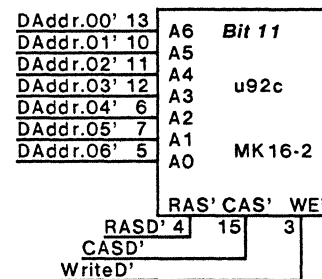 DAddr.00' 13 A6 Bit 11
DAddr.01' 10 A5
DAddr.02' 11 A4
DAddr.03' 12 A3 u92c
DAddr.04' 6 A2
DAddr.05' 7 A1
DAddr.06' 5 A0 MK16-2
RAS' CAS' WE'
RASD' 4 15 3
CASD'
WriteD'